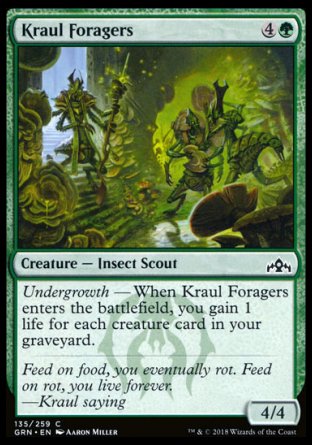 Kraul Foragers 4
Creature — Insect Scout
Undergrowth — When Kraul Foragers
enters the battlefield, you gain 1
life for each creature card in your
graveyard.
Feed on food, you eventually rot. Feed
on rot, you live forever.
—Kraul saying
4/4
135/259 C
GRN • EN Aaron Miller
™ & © 2018 Wizards of the Coast